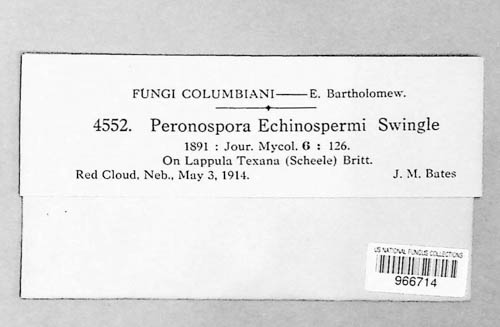 FUNGI COLUMBIANI—E. Bartholomew.
4552. Peronospora Echinospermi Swingle
1891 : Jour. Mycol. 6 : 126.
On Lappula Texana (Scheele) Britt.
Red Cloud, Neb., May 3, 1914. J. M. Bates
US NATIONAL FUNGUS COLLECTIONS
966714